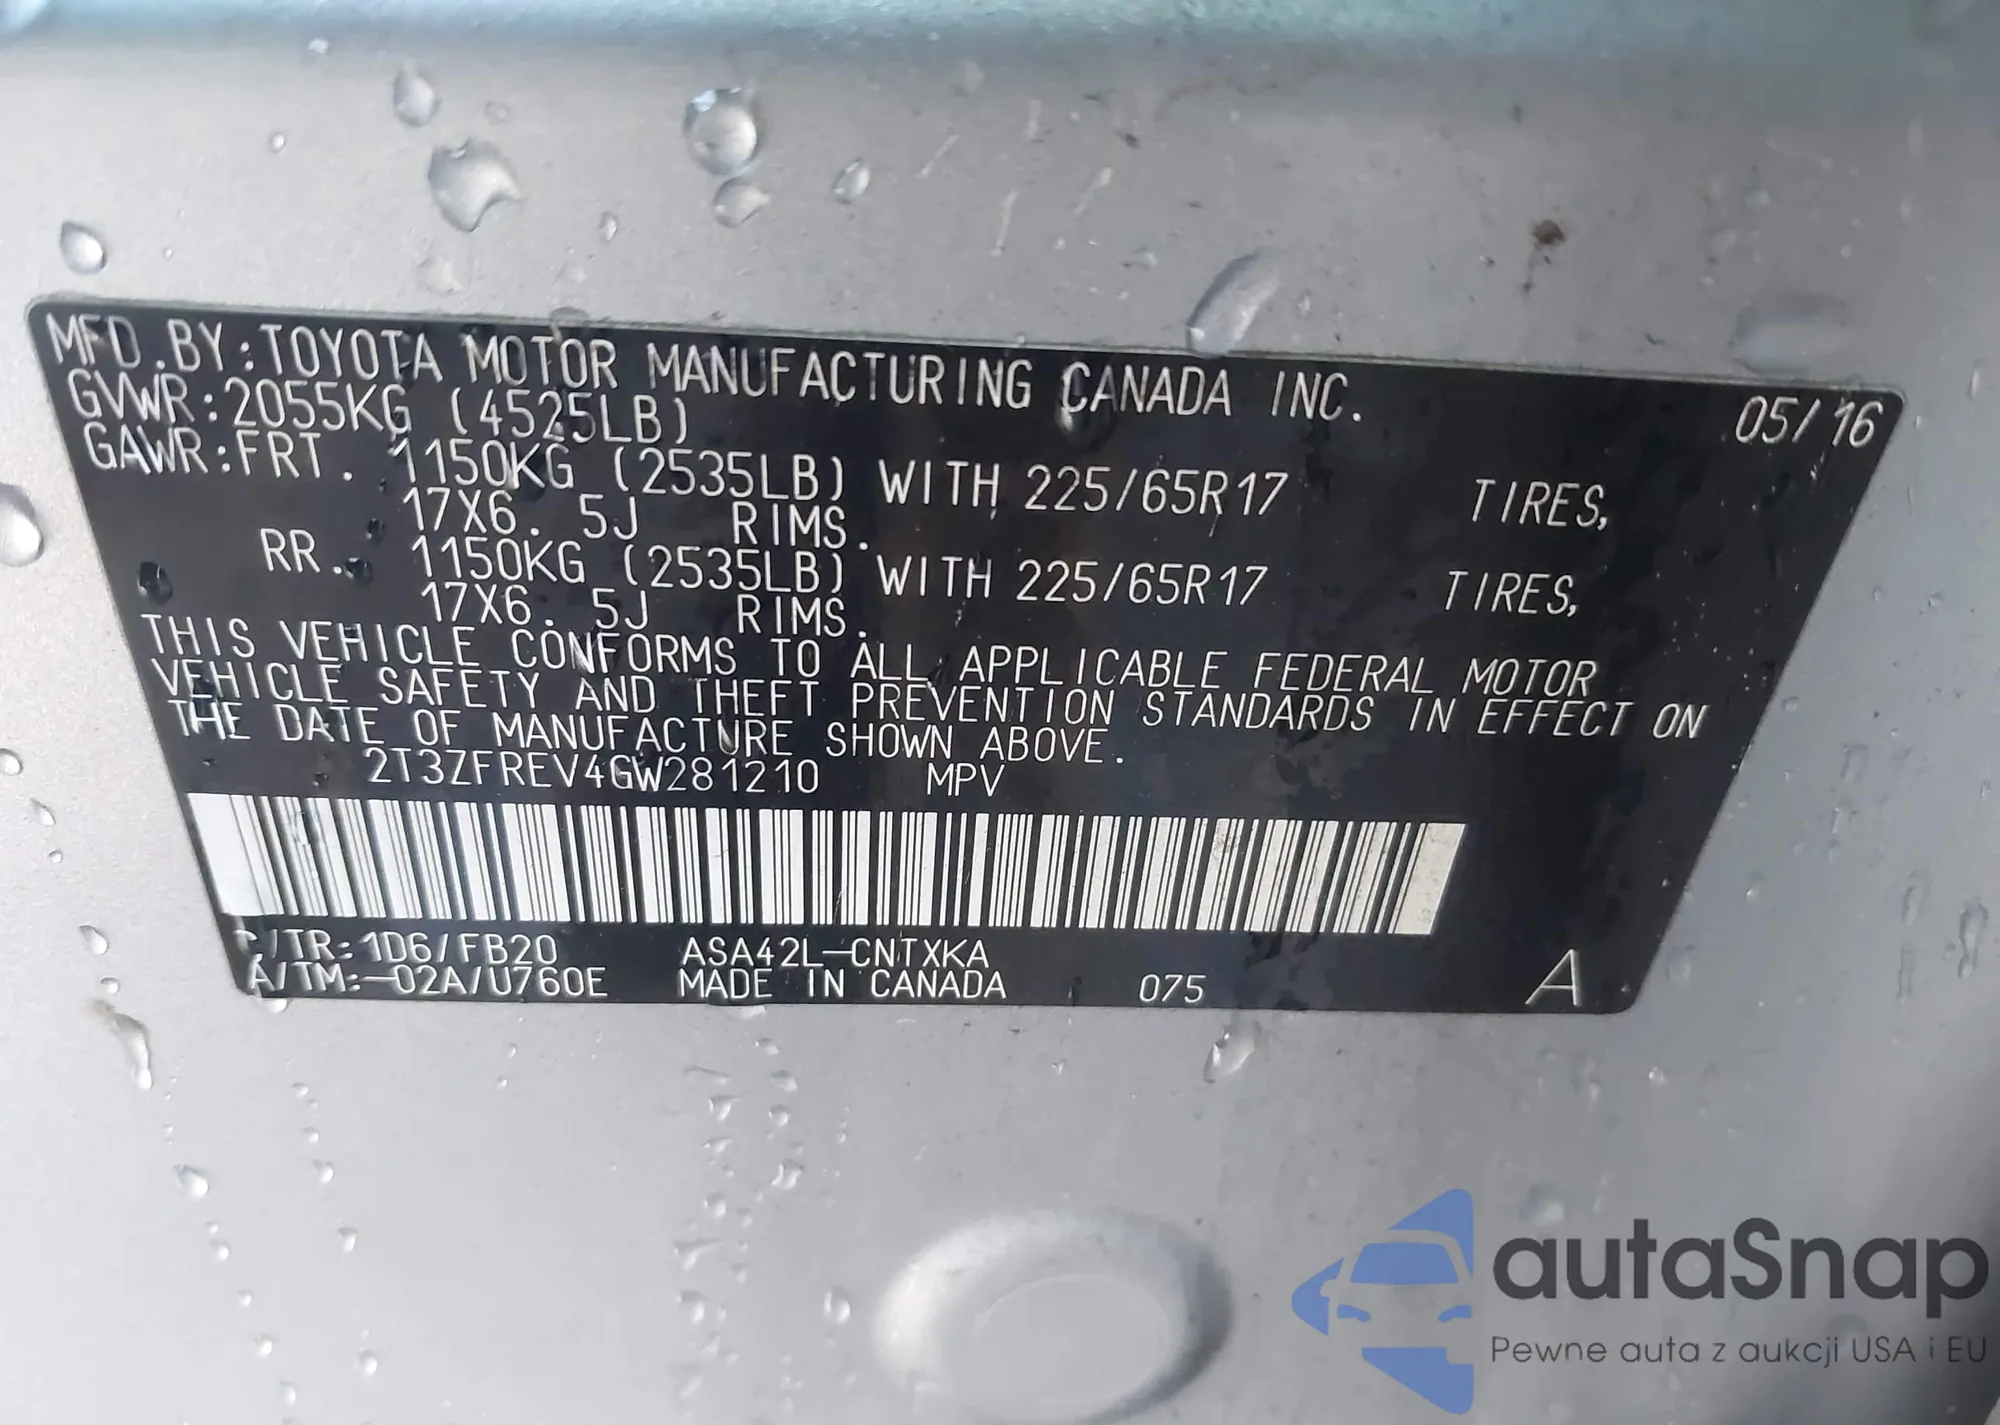 MFD.BY:TOYOTA MOTOR MANUFACTURING CANADA INC. 05/16
GVWR:2055KG (4525LB)
GAWR:FRT. 1150KG (2535LB) WITH 225/65R17 TIRES,
17X6.5J RIMS.
RR. 1150KG (2535LB) WITH 225/65R17 TIRES,
17X6.5J RIMS.
THIS VEHICLE CONFORMS TO ALL APPLICABLE FEDERAL MOTOR
VEHICLE SAFETY AND THEFT PREVENTION STANDARDS IN EFFECT ON
THE DATE OF MANUFACTURE SHOWN ABOVE.
2T3ZFREV4GW281210 MPV
C/TR:1D6/FB20 ASA42L-CNTXKA
A/TM:-02A/U760E MADE IN CANADA 075 A
autaSnap
Pewne auta z aukcji USA i EU